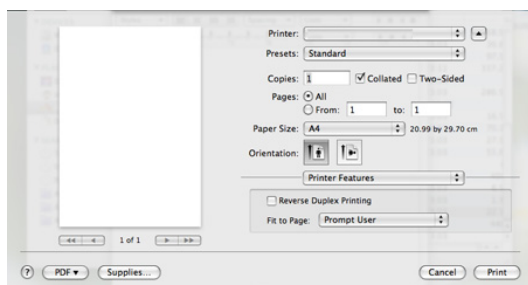 Printer:
Presets: Standard
Copies: 1 Collated Two-Sided
Pages: All
From: 1 to: 1
Paper Size: A4 20.99 by 29.70 cm
Orientation:
Printer Features
Reverse Duplex Printing
Fit to Page: Prompt User
1 of 1
? PDF Supplies... Cancel Print